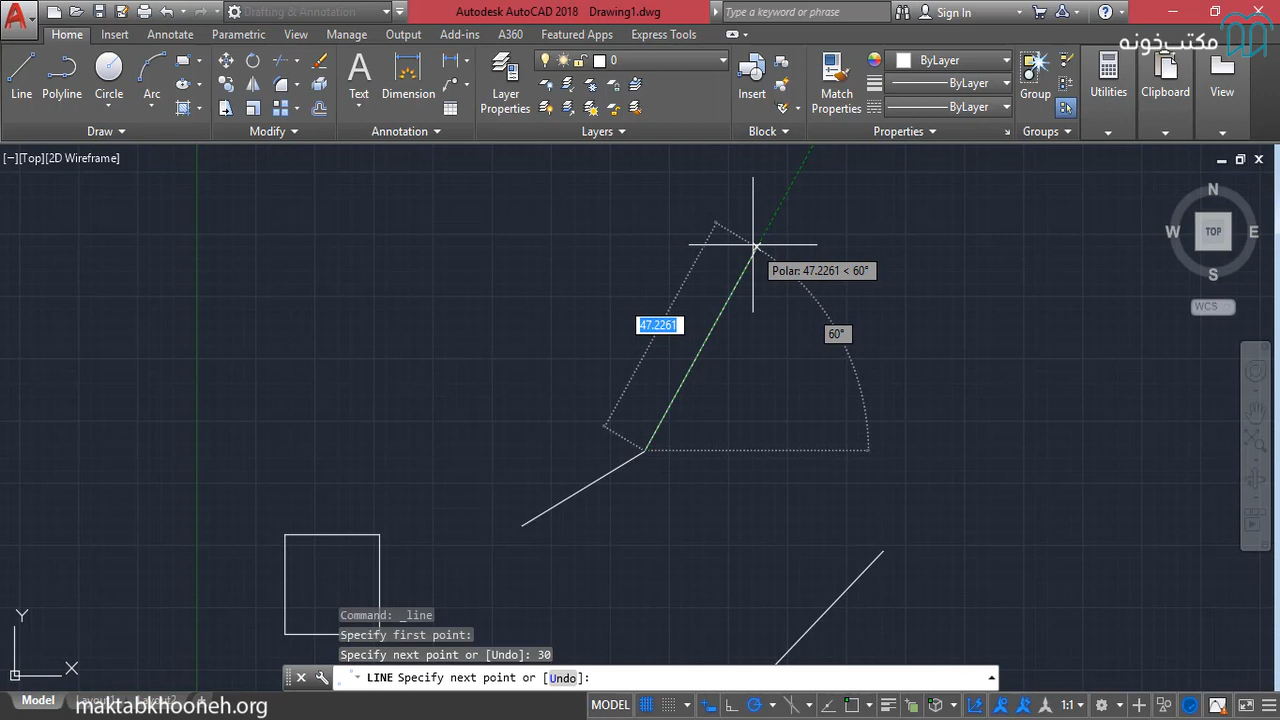 Drafting & Annotation
Autodesk AutoCAD 2018 Drawing1.dwg
Type a keyword or phrase
Sign In
مکتب‌خونه
Home Insert Annotate Parametric View Manage Output Add-ins A360 Featured Apps Express Tools
0
ByLayer
ByLayer
ByLayer
Line Polyline Circle Arc
Text Dimension
Layer Properties
Insert
Match Properties
Group
Utilities
Clipboard
View
Draw Modify Annotation Layers Block Properties Groups
[−][Top][2D Wireframe]
N
W TOP E
S
WCS
Polar: 47.2261 < 60°
47.2261
60°
Y
X
Command: _line
Specify first point:
Specify next point or [Undo]: 30
LINE Specify next point or [Undo]:
Model
maktabkhooneh.org
MODEL
1:1